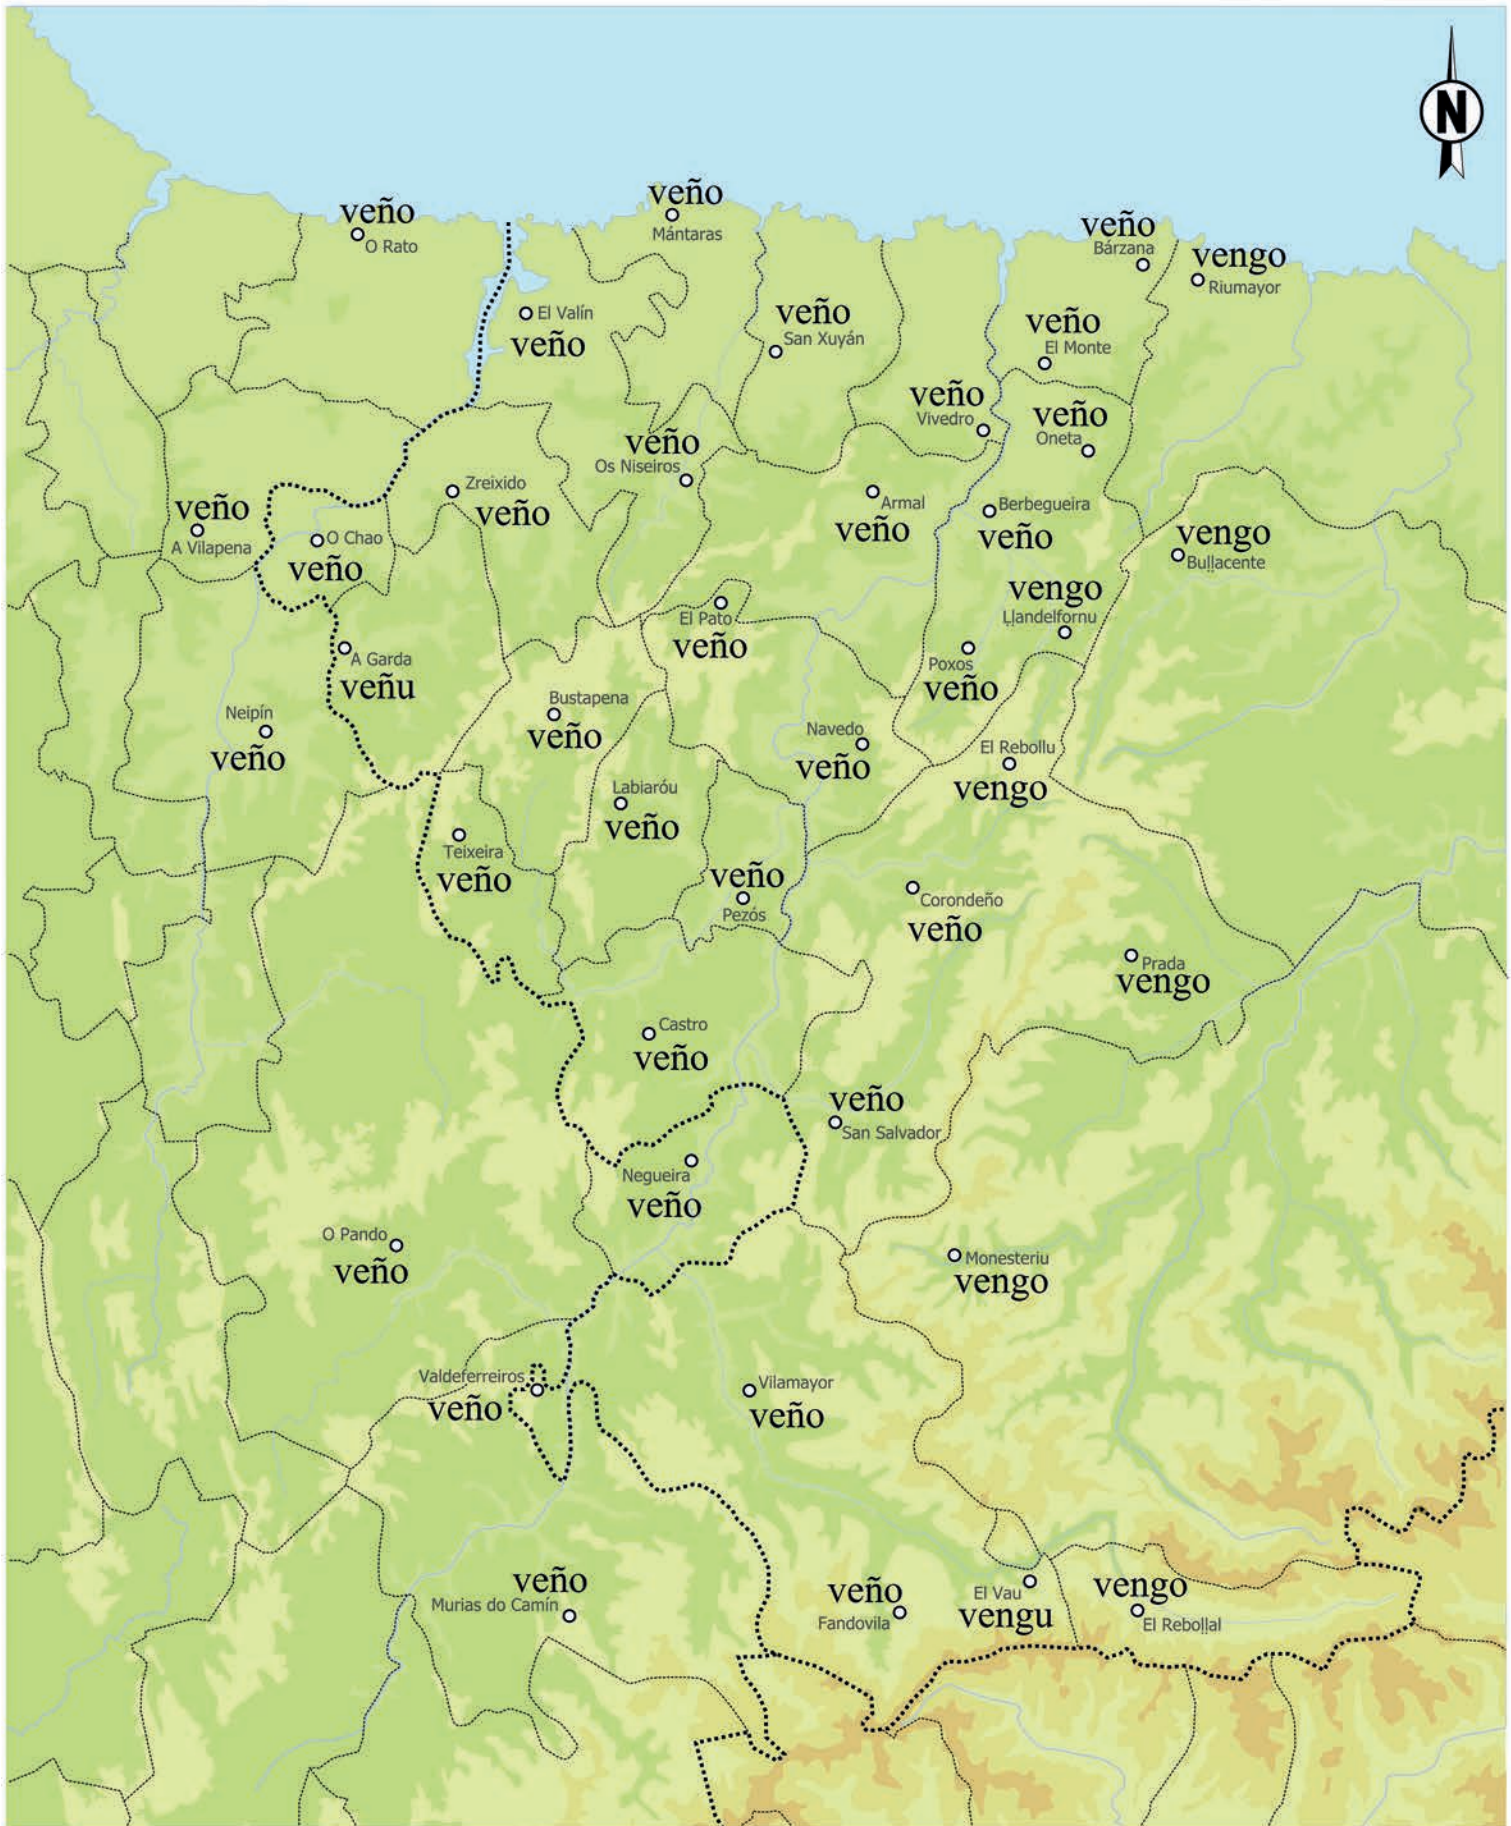 N
veño
Mántaras
veño
O Rato
veño
Bárzana
vengo
Riumayor
El Valín
veño
veño
San Xuyán
veño
El Monte
veño
Vivedro
veño
Oneta
veño
Os Niseiros
Zreixido
veño
Armal
veño
Berbegueira
veño
veño
A Vilapena
O Chao
veño
vengo
Buḷḷacente
vengo
Ḷḷandelfornu
El Pato
veño
A Garda
veñu
Poxos
veño
Bustapena
veño
Neipín
veño
Navedo
veño
El Rebollu
vengo
Labiaróu
veño
Teixeira
veño
veño
Pezós
Corondeño
veño
Prada
vengo
Castro
veño
veño
San Salvador
Negueira
veño
O Pando
veño
Monesteriu
vengo
Valdeferreiros
veño
Vilamayor
veño
veño
Murias do Camín
veño
Fandovila
El Vau
vengu
vengo
El Reboḷḷal